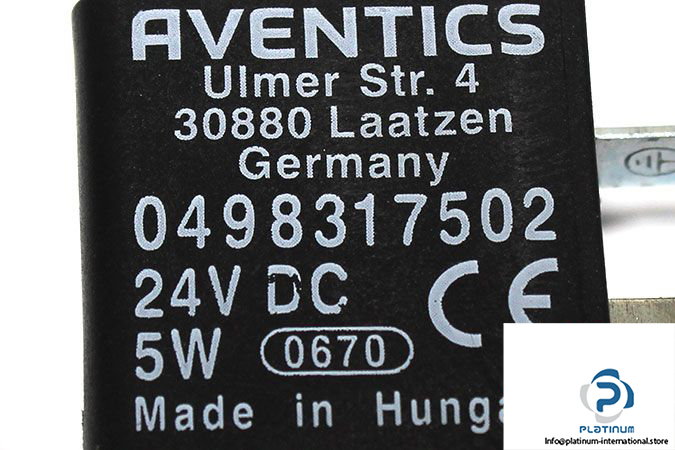 AVENTICS
Ulmer Str. 4
30880 Laatzen
Germany
0498317502
24V DC CE
5W 0670
Made in Hunga
PLATINUM
Info@platinum-international.store